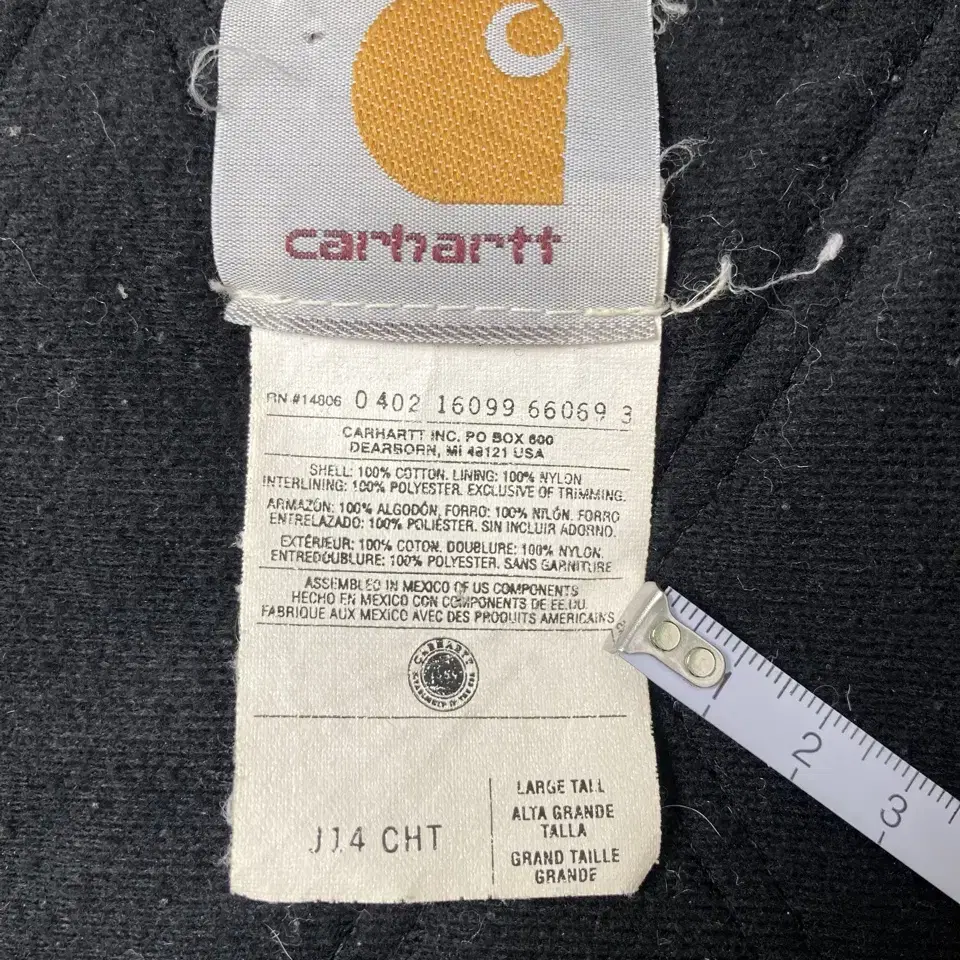 carhartt
RN #14806 0402 16099 66069 3
CARHARTT INC. PO BOX 600
DEARBORN, MI 48121 USA
SHELL: 100% COTTON. LINING: 100% NYLON
INTERLINING: 100% POLYESTER. EXCLUSIVE OF TRIMMING.
ARMAZÓN: 100% ALGODÓN, FORRO: 100% NILÓN. FORRO
ENTRELAZADO: 100% POLIÉSTER. SIN INCLUIR ADORNO.
EXTÉRIEUR: 100% COTON. DOUBLURE: 100% NYLON.
ENTREDOUBLURE: 100% POLYESTER. SANS GARNITURE
ASSEMBLED IN MEXICO OF US COMPONENTS
HECHO EN MEXICO CON COMPONENTS DE EE.UU.
FABRIQUE AUX MEXICO AVEC DES PRODUITS AMERICAINS
CARHARTT
J14 CHT
LARGE TALL
ALTA GRANDE
TALLA
GRAND TAILLE
GRANDE
1
2
3